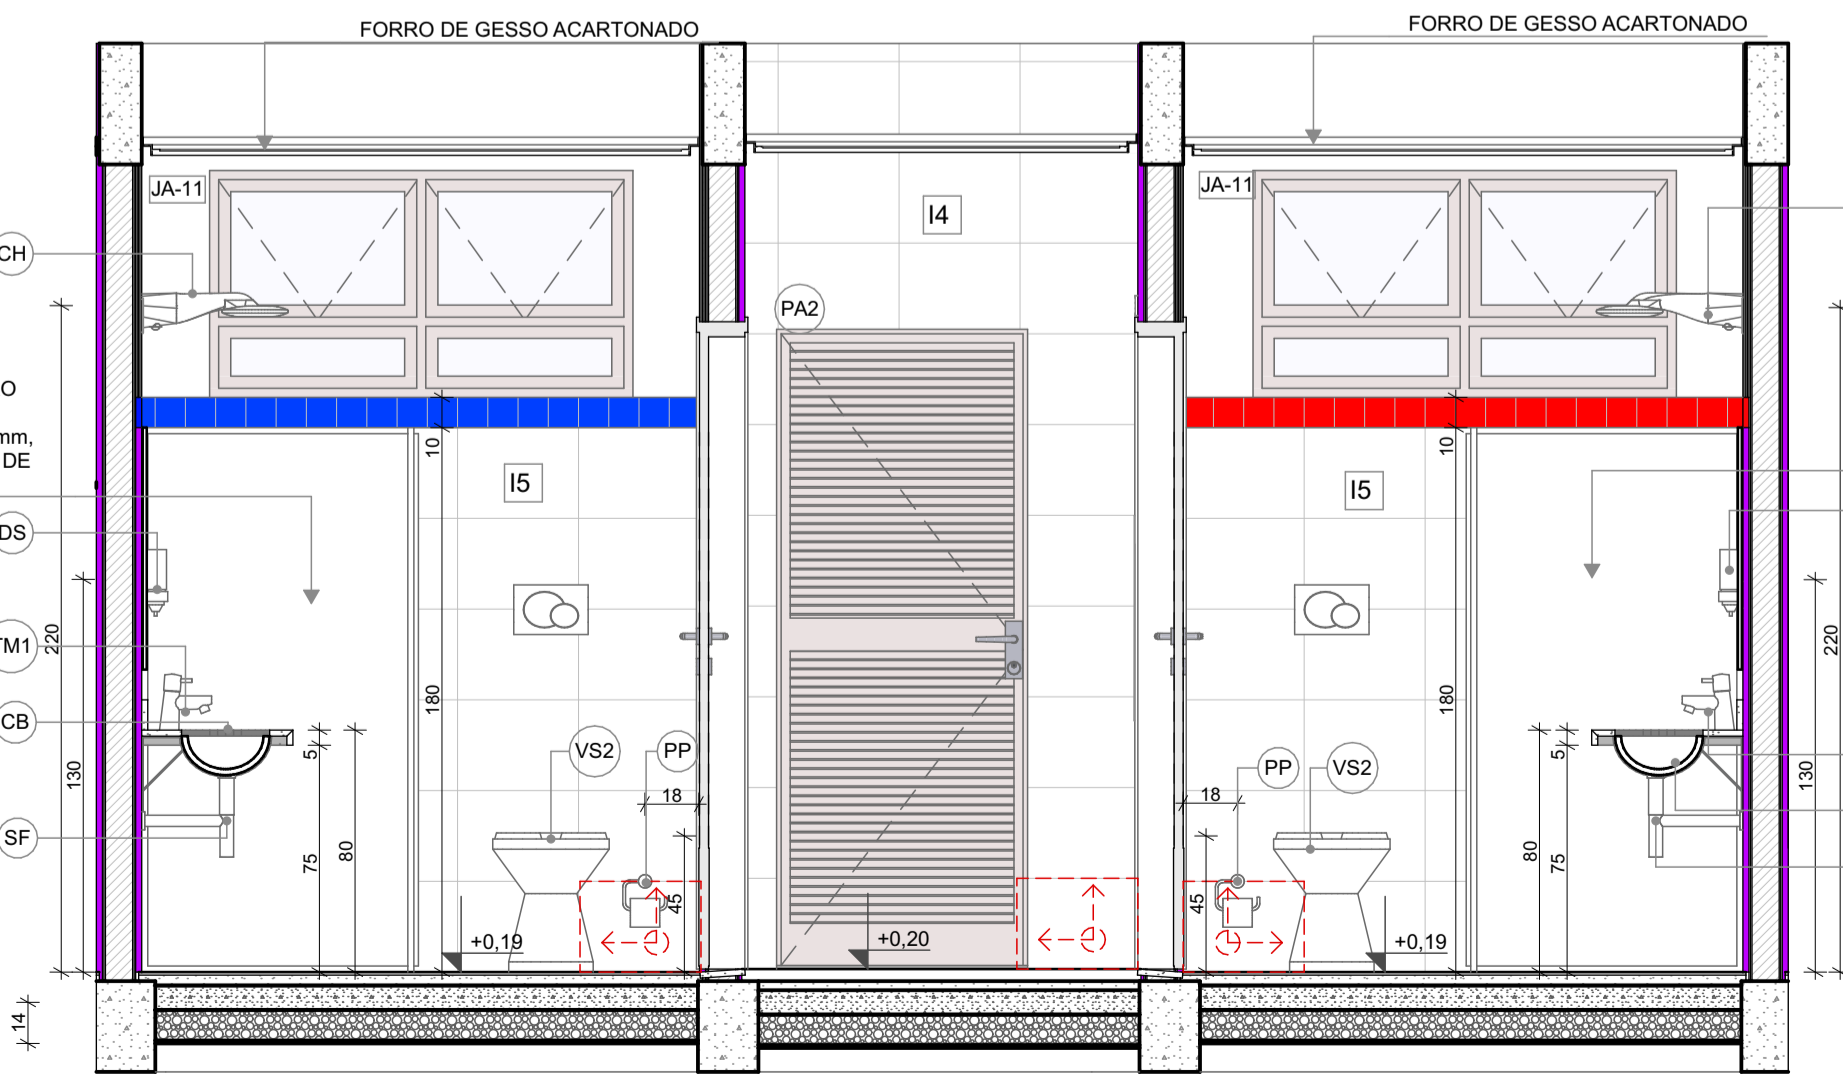 FORRO DE GESSO ACARTONADO
FORRO DE GESSO ACARTONADO
JA-11
JA-11
I4
CH
PA2
O
mm,
DE
10
10
I5
I5
DS
TM1
220
220
180
180
CB
VS2
PP
PP
VS2
5
5
130
130
18
18
SF
75
80
80
75
45
45
+0,19
+0,20
+0,19
14